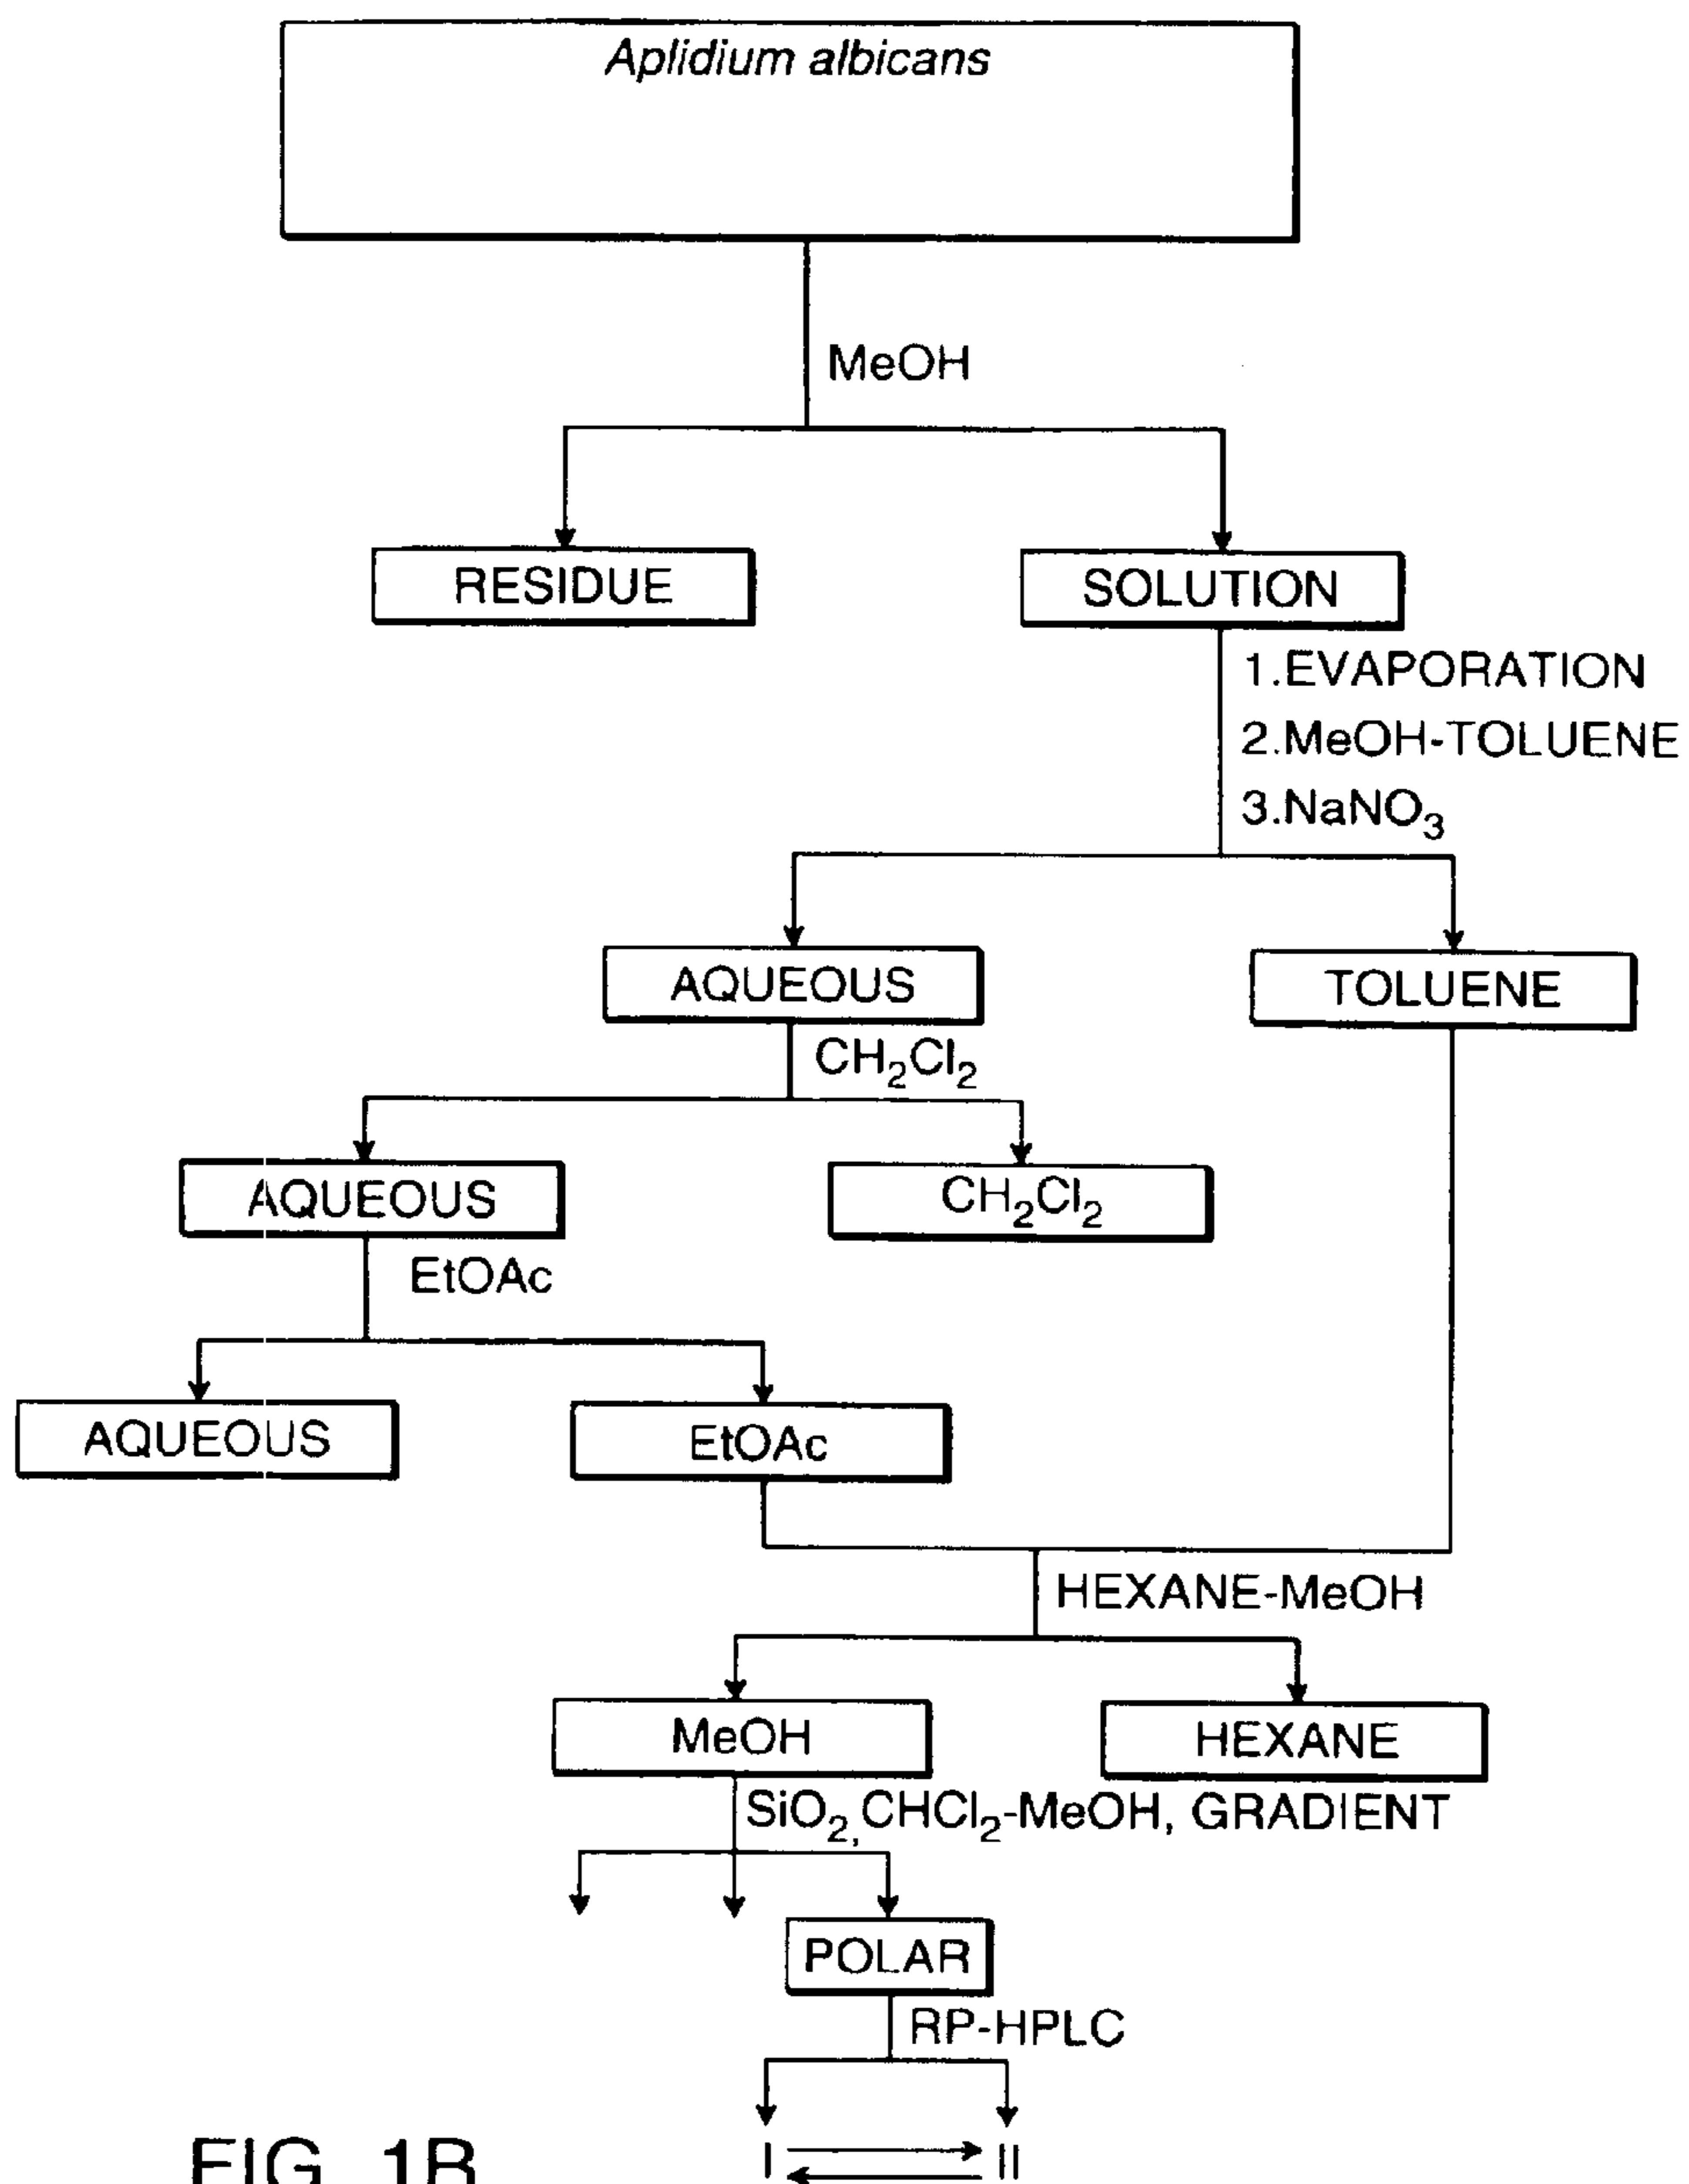 Aplidium albicans
MeOH
RESIDUE
SOLUTION
1.EVAPORATION
2.MeOH-TOLUENE
3.NaNO3
AQUEOUS
TOLUENE
CH2Cl2
AQUEOUS
CH2Cl2
EtOAc
AQUEOUS
EtOAc
HEXANE-MeOH
MeOH
HEXANE
SiO2, CHCl2-MeOH, GRADIENT
POLAR
RP-HPLC
I II
FIG. 1B